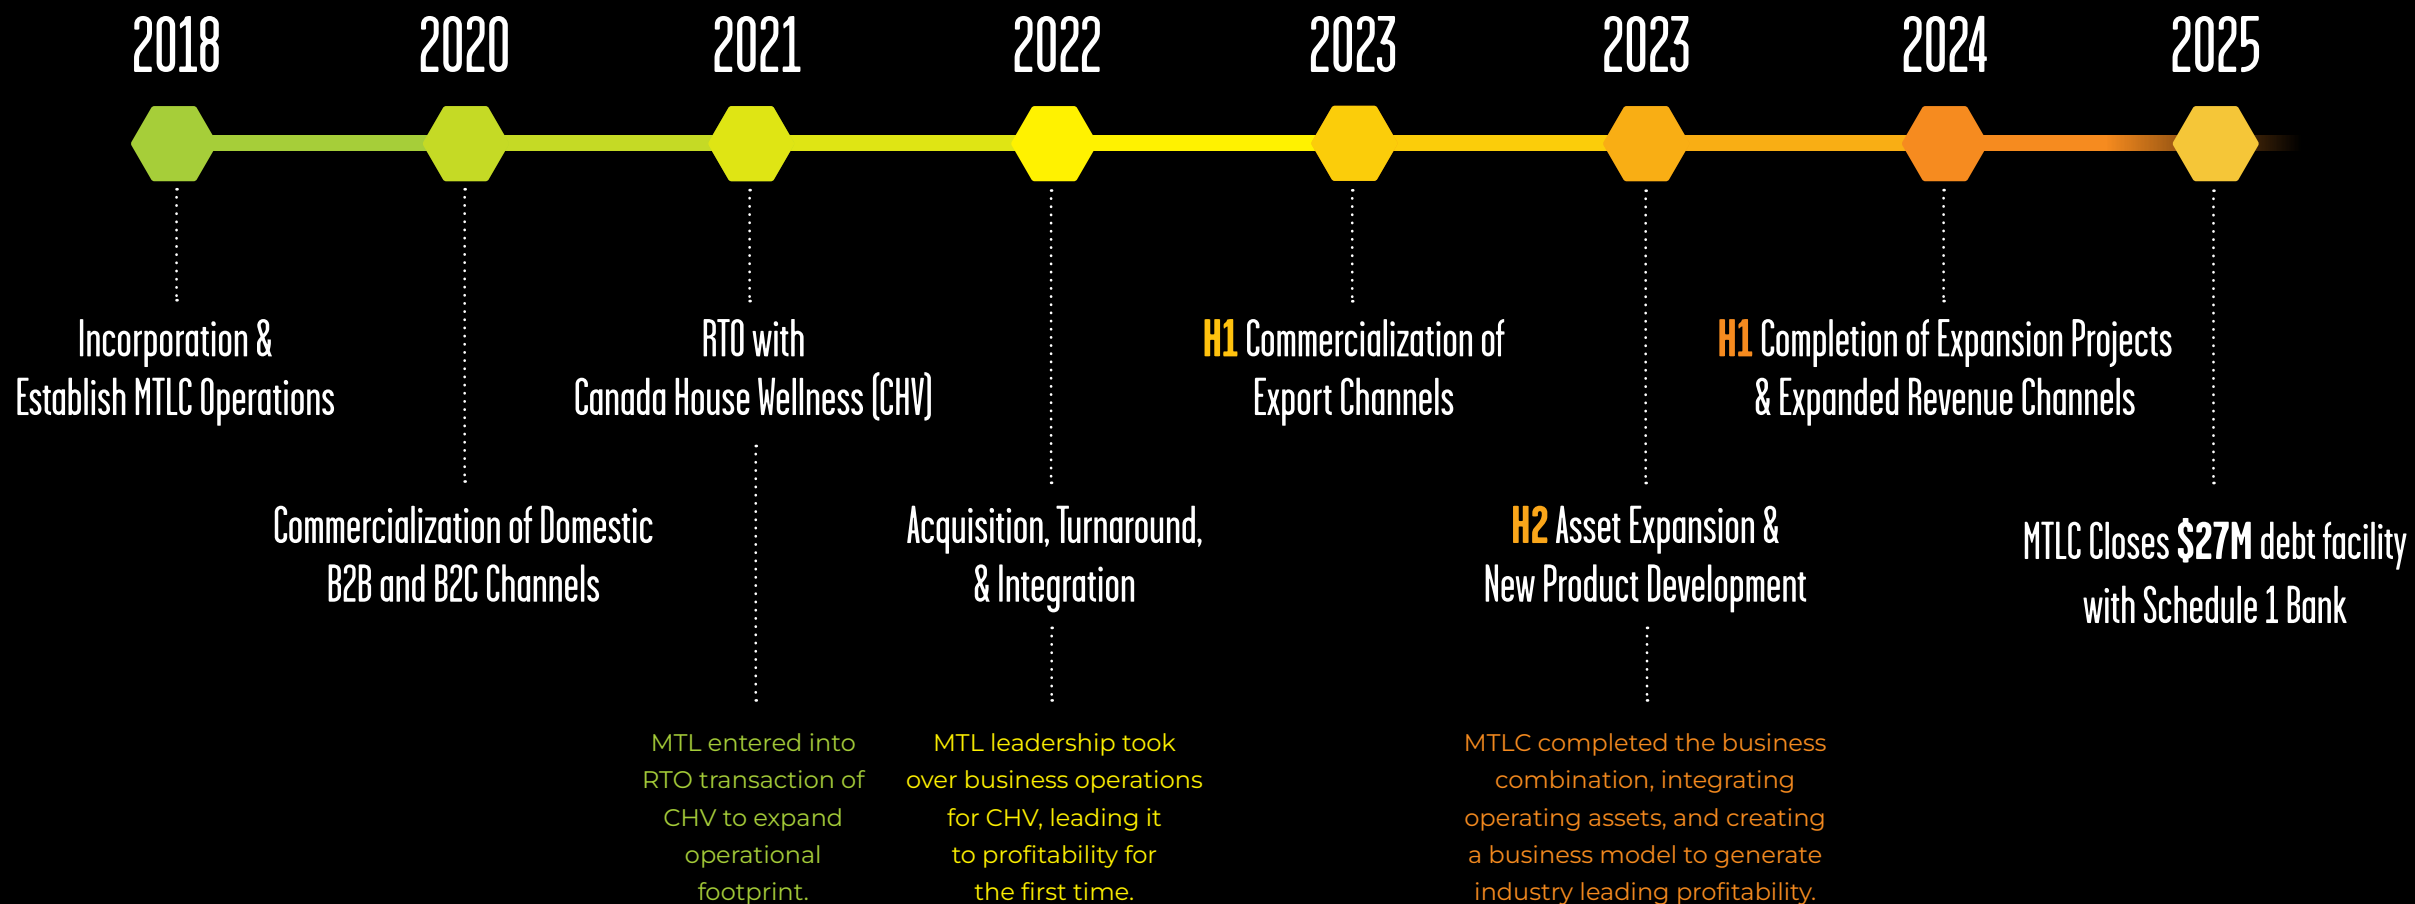 2018
2020
2021
2022
2023
2023
2024
2025
Incorporation &
Establish MTLC Operations
Commercialization of Domestic
B2B and B2C Channels
RTO with
Canada House Wellness (CHV)
MTL entered into
RTO transaction of
CHV to expand
operational
footprint.
Acquisition, Turnaround,
& Integration
MTL leadership took
over business operations
for CHV, leading it
to profitability for
the first time.
H1 Commercialization of
Export Channels
H2 Asset Expansion &
New Product Development
MTLC completed the business
combination, integrating
operating assets, and creating
a business model to generate
industry leading profitability.
H1 Completion of Expansion Projects
& Expanded Revenue Channels
MTLC Closes $27M debt facility
with Schedule 1 Bank